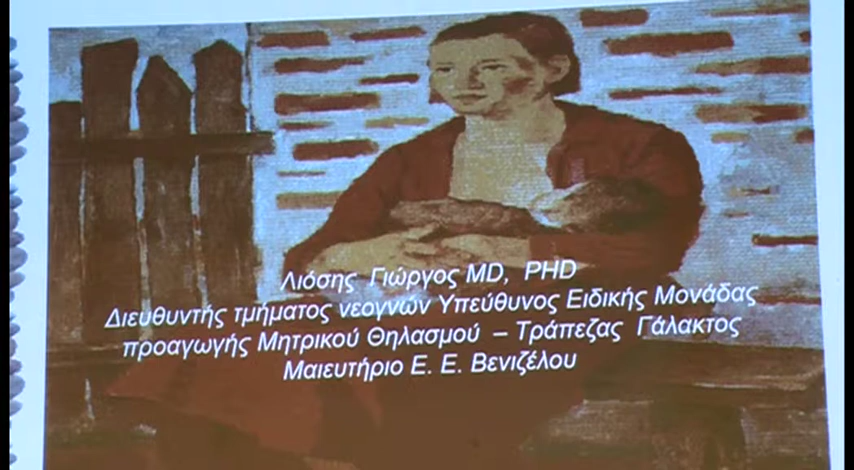 Λιόσης Γιώργος MD, PHD
Διευθυντής τμήματος νεογνών Υπεύθυνος Ειδικής Μονάδας
προαγωγής Μητρικού Θηλασμού – Τράπεζας Γάλακτος
Μαιευτήριο Ε. Ε. Βενιζέλου